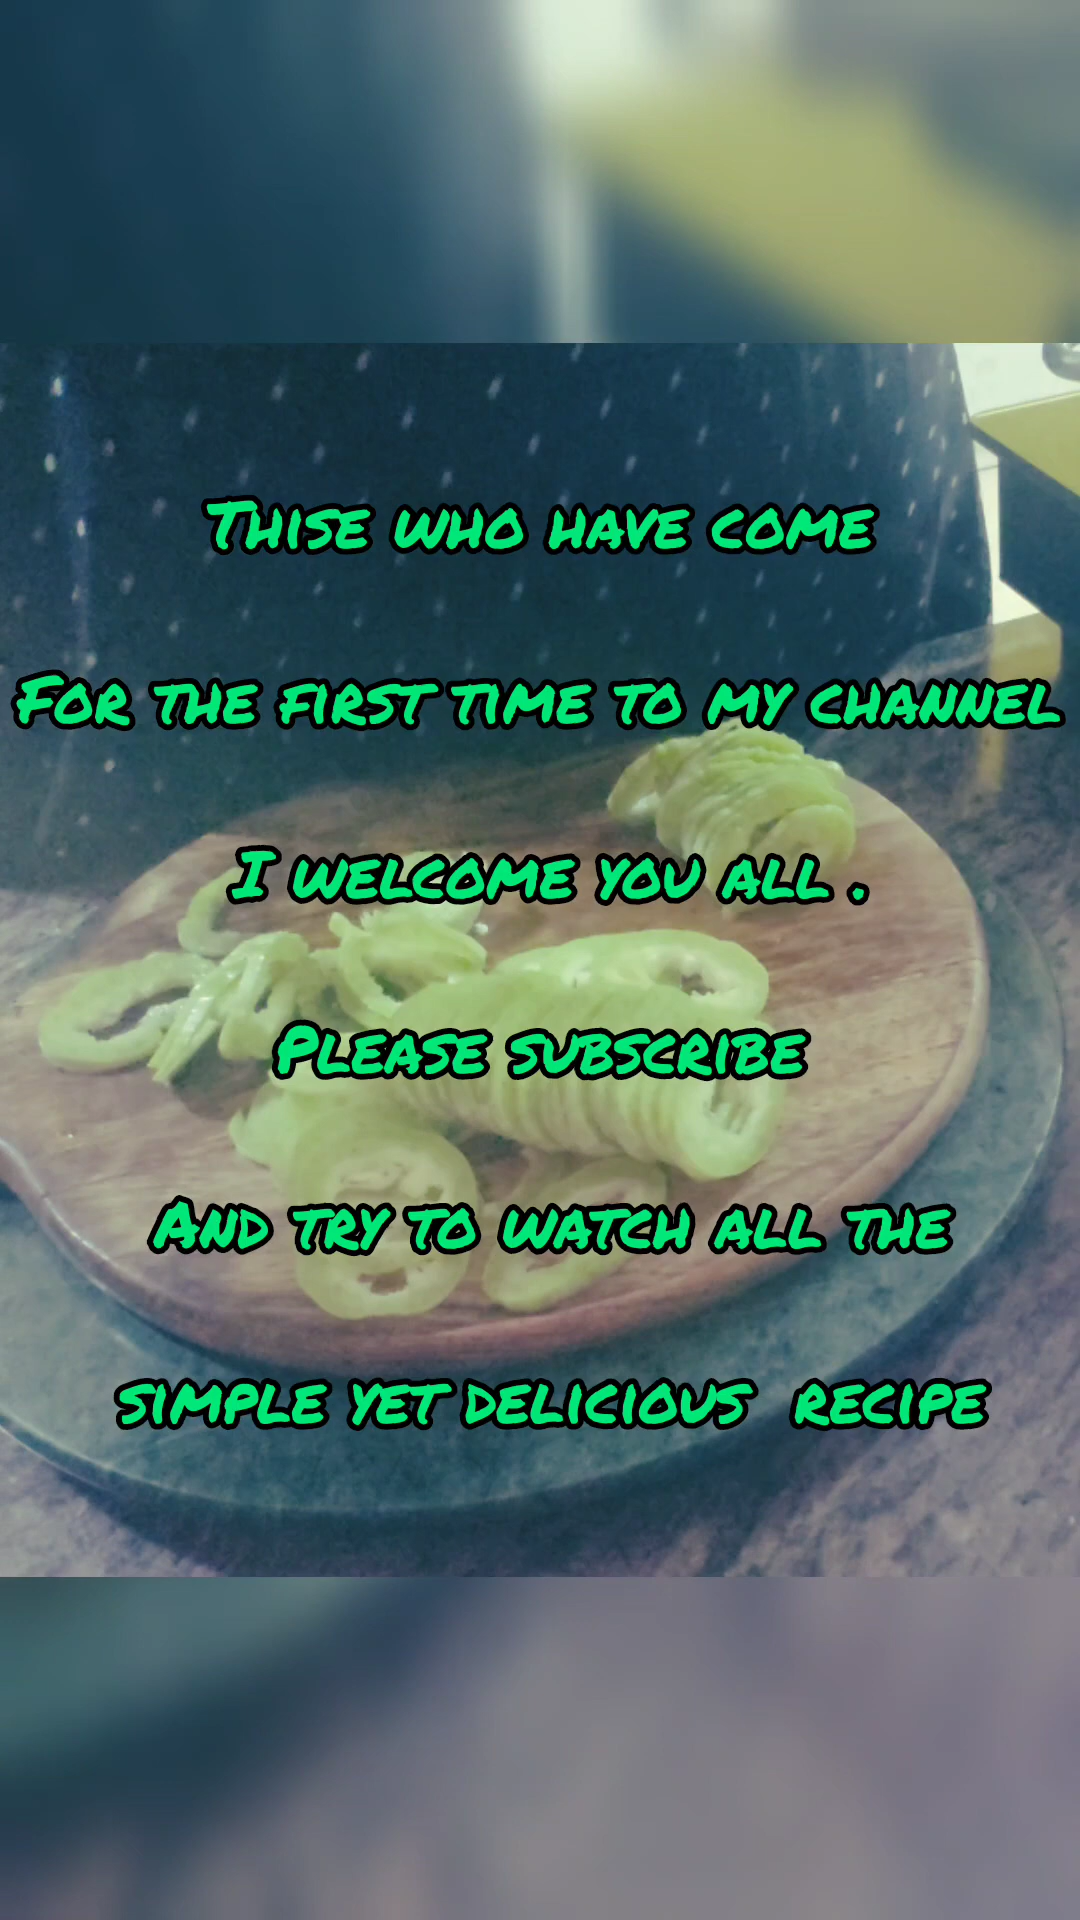 Thise who have come
For the first time to my channel
I welcome you all .
Please subscribe
And try to watch all the
simple yet delicious recipe